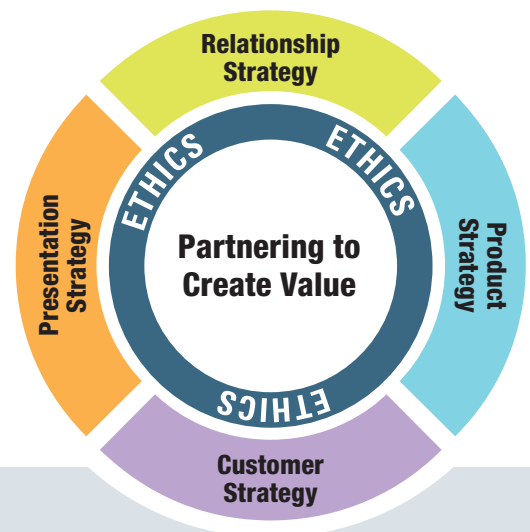 Relationship
Strategy
ETHICS
ETHICS
Product
Strategy
Partnering to
Create Value
Presentation
Strategy
ETHICS
Customer
Strategy